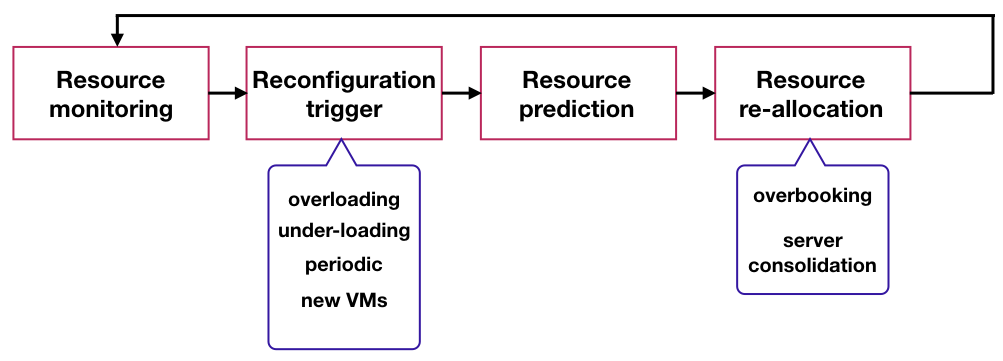 Resource
monitoring
Reconfiguration
trigger
Resource
prediction
Resource
re-allocation
overloading
under-loading
periodic
new VMs
overbooking
server
consolidation